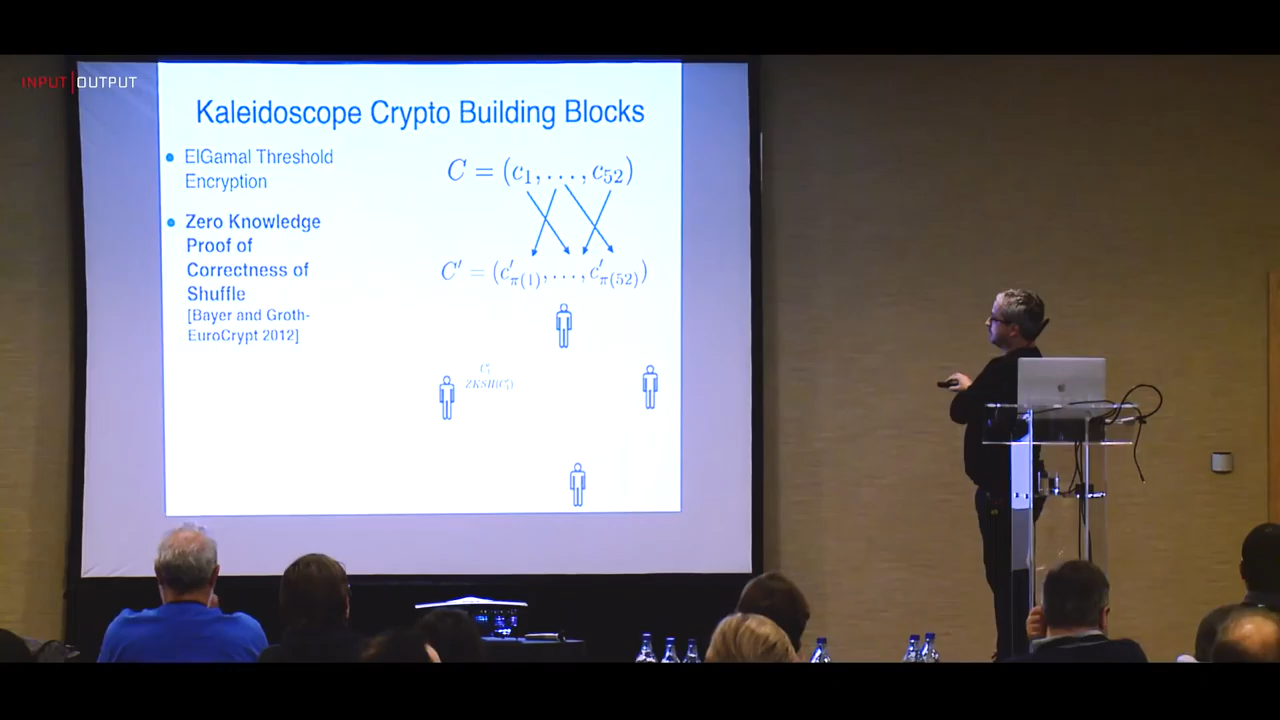 INPUT|OUTPUT
Kaleidoscope Crypto Building Blocks
ElGamal Threshold
Encryption
Zero Knowledge
Proof of
Correctness of
Shuffle
[Bayer and Groth-
EuroCrypt 2012]
C = (c₁, . . . , c₅₂)
C′ = (c′π(1), . . . , c′π(52))